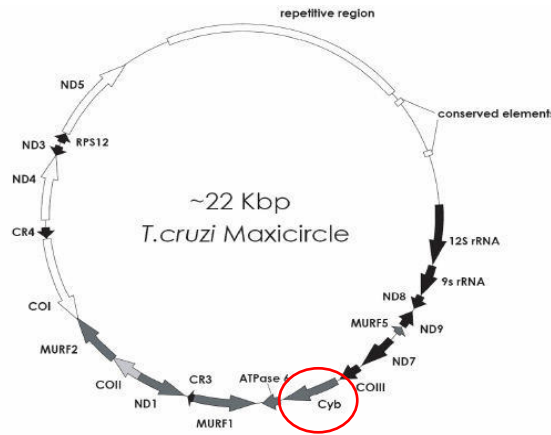 repetitive region
conserved elements
ND5
RPS12
ND3
ND4
CR4
COI
~22 Kbp
T.cruzi Maxicircle
12S rRNA
9s rRNA
ND8
ND9
MURF5
ND7
COIII
Cyb
ATPase 6
MURF1
CR3
ND1
COII
MURF2